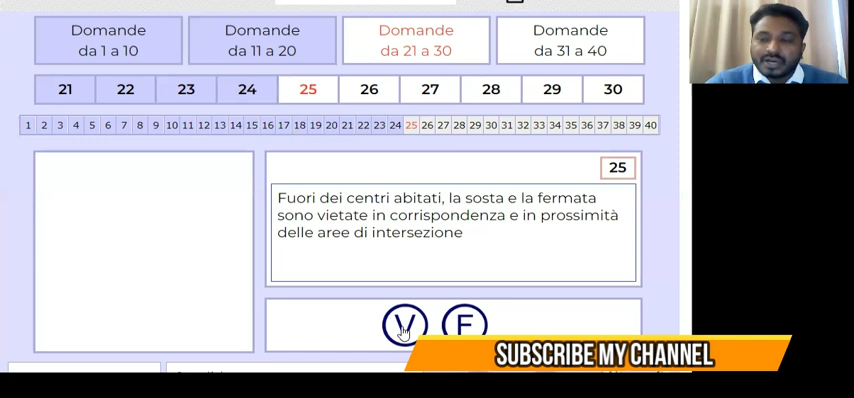 Domande
da 1 a 10
Domande
da 11 a 20
Domande
da 21 a 30
Domande
da 31 a 40
21 22 23 24 25 26 27 28 29 30
1 2 3 4 5 6 7 8 9 10 11 12 13 14 15 16 17 18 19 20 21 22 23 24 25 26 27 28 29 30 31 32 33 34 35 36 37 38 39 40
25
Fuori dei centri abitati, la sosta e la fermata
sono vietate in corrispondenza e in prossimità
delle aree di intersezione
V F
SUBSCRIBE MY CHANNEL